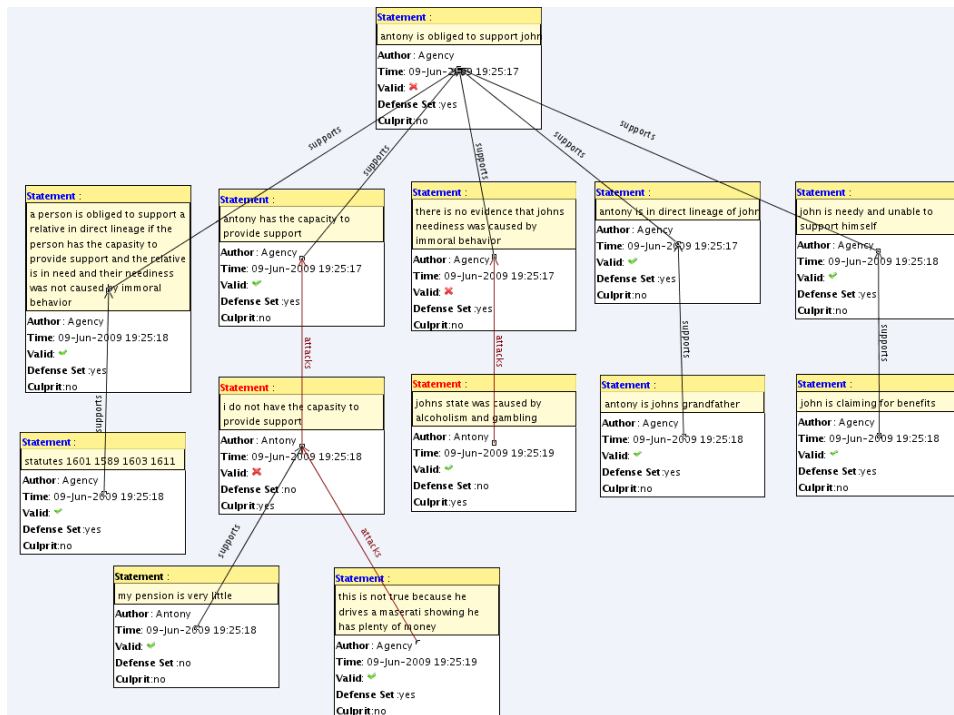 Statement :
antony is obliged to support john
Author : Agency
Time: 09-Jun-2009 19:25:17
Valid:
Defense Set :yes
Culprit:no
supports
supports
supports
supports
supports
Statement :
a person is obliged to support a
relative in direct lineage if the
person has the capacity to
provide support and the relative
is in need and their neediness
was not caused by immoral
behavior
Author : Agency
Time: 09-Jun-2009 19:25:18
Valid:
Defense Set :yes
Culprit:no
Statement :
antony has the capacity to
provide support
Author : Agency
Time: 09-Jun-2009 19:25:17
Valid:
Defense Set :yes
Culprit:no
Statement :
there is no evidence that johns
neediness was caused by
immoral behavior
Author : Agency
Time: 09-Jun-2009 19:25:17
Valid:
Defense Set :yes
Culprit:no
Statement :
antony is in direct lineage of john
Author : Agency
Time: 09-Jun-2009 19:25:17
Valid:
Defense Set :yes
Culprit:no
Statement :
john is needy and unable to
support himself
Author : Agency
Time: 09-Jun-2009 19:25:18
Valid:
Defense Set :yes
Culprit:no
supports
attacks
attacks
supports
supports
Statement :
statutes 1601 1589 1603 1611
Author : Agency
Time: 09-Jun-2009 19:25:18
Valid:
Defense Set :yes
Culprit:no
Statement :
i do not have the capasity to
provide support
Author : Antony
Time: 09-Jun-2009 19:25:18
Valid:
Defense Set :no
Culprit:yes
Statement :
johns state was caused by
alcoholism and gambling
Author : Antony
Time: 09-Jun-2009 19:25:19
Valid:
Defense Set :no
Culprit:yes
Statement :
antony is johns grandfather
Author : Agency
Time: 09-Jun-2009 19:25:18
Valid:
Defense Set :yes
Culprit:no
Statement :
john is claiming for benefits
Author : Agency
Time: 09-Jun-2009 19:25:18
Valid:
Defense Set :yes
Culprit:no
supports
attacks
Statement :
my pension is very little
Author : Antony
Time: 09-Jun-2009 19:25:18
Valid:
Defense Set :no
Culprit:no
Statement :
this is not true because he
drives a maserati showing he
has plenty of money
Author : Agency
Time: 09-Jun-2009 19:25:19
Valid:
Defense Set :yes
Culprit:no